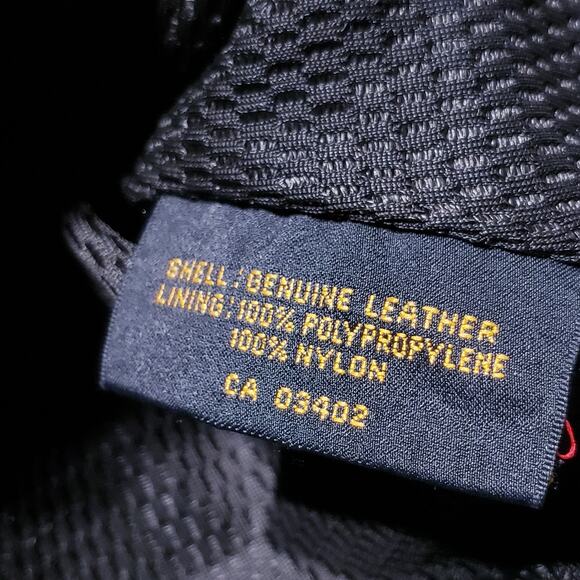 SHELL: GENUINE LEATHER
LINING: 100% POLYPROPYLENE
100% NYLON
CA 03402